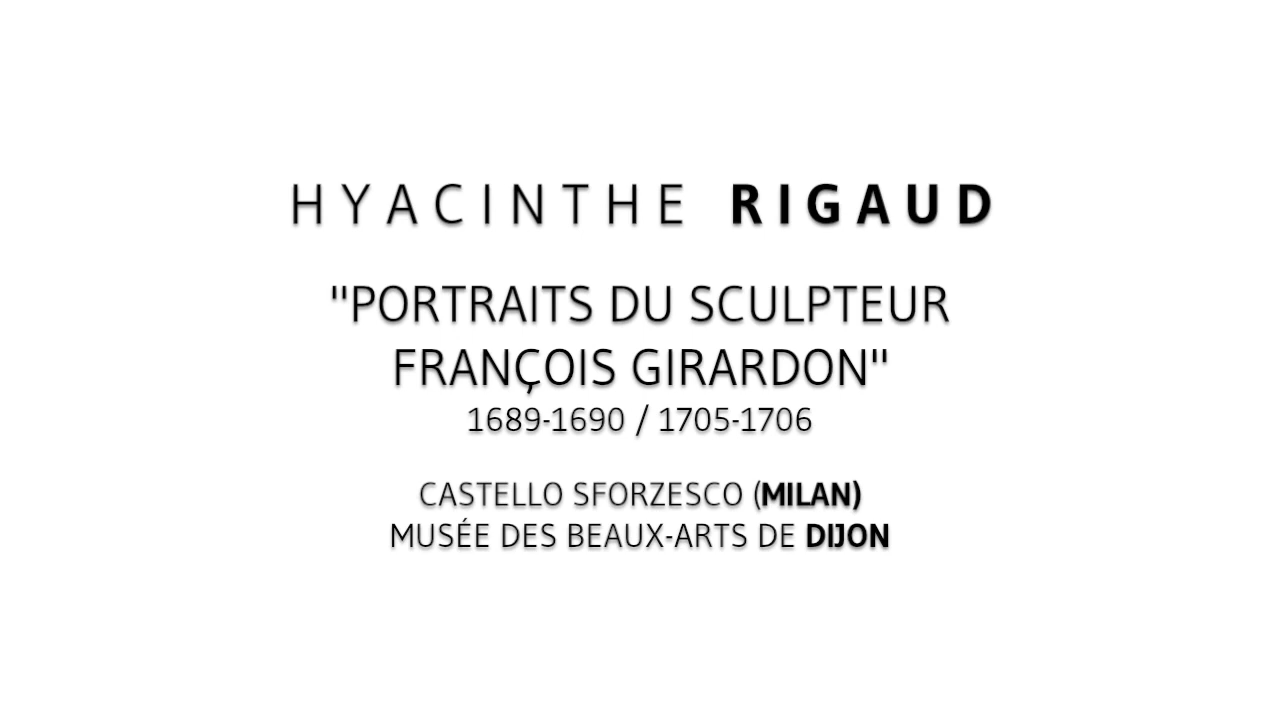 HYACINTHE RIGAUD
"PORTRAITS DU SCULPTEUR
FRANÇOIS GIRARDON"
1689-1690 / 1705-1706
CASTELLO SFORZESCO (MILAN)
MUSÉE DES BEAUX-ARTS DE DIJON